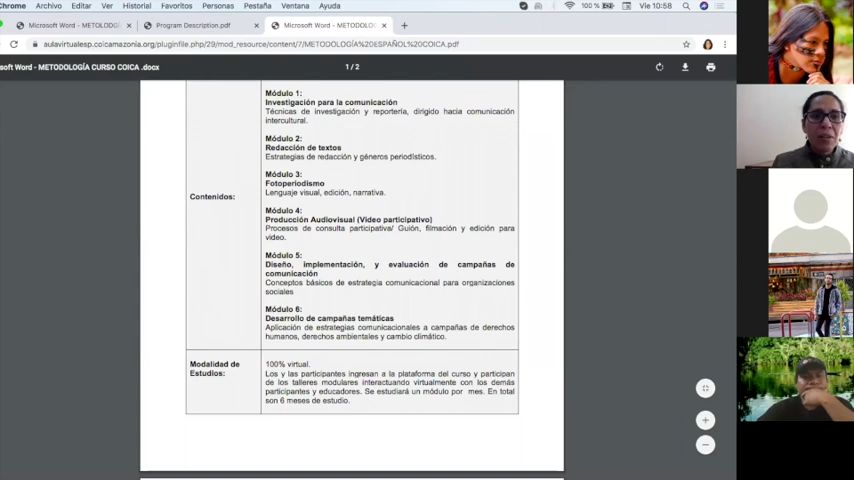 Chrome Archivo Editar Ver Historial Favoritos Personas Pestaña Ventana Ayuda 100 % Vie 10:58
Microsoft Word - METODOLOGÍ
Program Description.pdf
Microsoft Word - METODOLO
aulavirtualesp.coicamazonia.org/pluginfile.php/29/mod_resource/content/7/METODOLOGÍA%20ESPAÑOL%20COICA.pdf
soft Word - METODOLOGÍA CURSO COICA .docx
1 / 2
Contenidos:
Módulo 1:
Investigación para la comunicación
Técnicas de investigación y reportería, dirigido hacia comunicación
intercultural.
Módulo 2:
Redacción de textos
Estrategias de redacción y géneros periodísticos.
Módulo 3:
Fotoperiodismo
Lenguaje visual, edición, narrativa.
Módulo 4:
Producción Audiovisual (Video participativo)
Procesos de consulta participativa/ Guión, filmación y edición para
video.
Módulo 5:
Diseño, implementación, y evaluación de campañas de
comunicación
Conceptos básicos de estrategia comunicacional para organizaciones
sociales
Módulo 6:
Desarrollo de campañas temáticas
Aplicación de estrategias comunicacionales a campañas de derechos
humanos, derechos ambientales y cambio climático.
Modalidad de
Estudios:
100% virtual.
Los y las participantes ingresan a la plataforma del curso y participan
de los talleres modulares interactuando virtualmente con los demás
participantes y educadores. Se estudiará un módulo por mes. En total
son 6 meses de estudio.